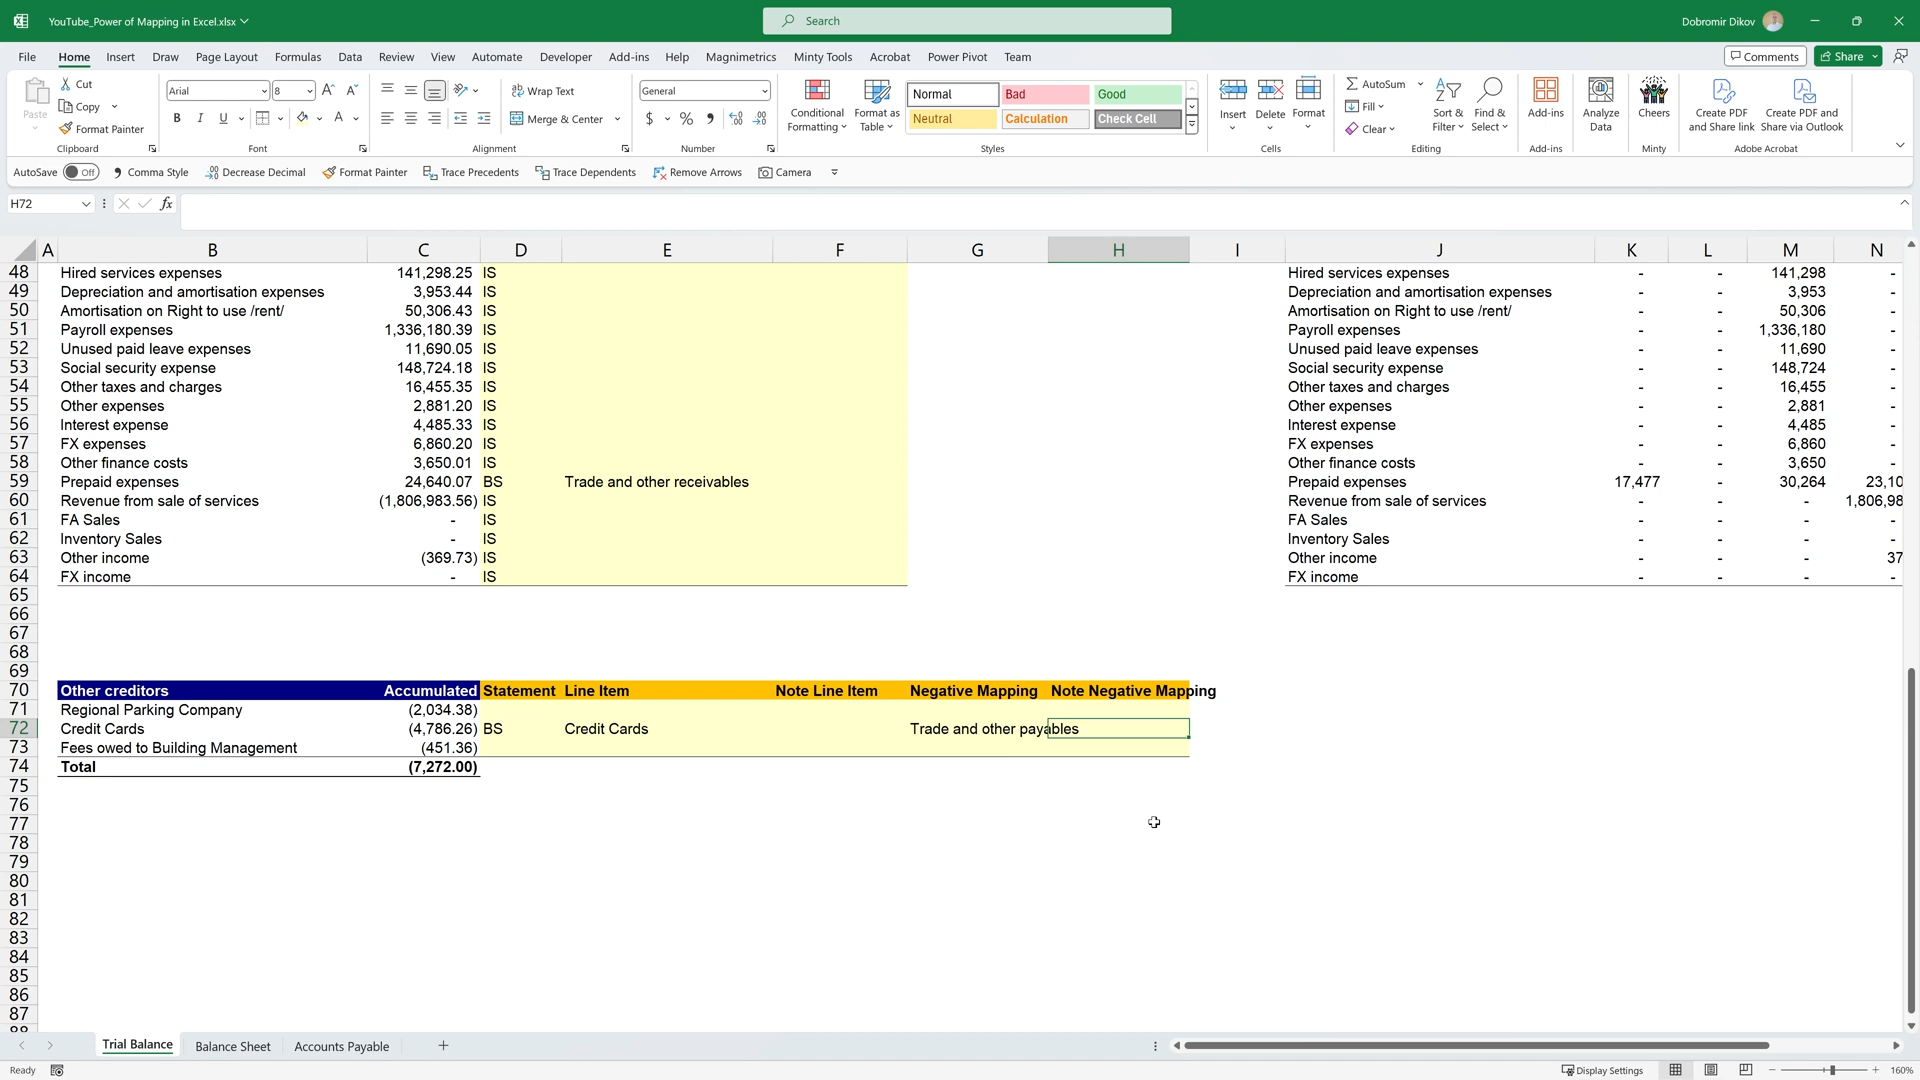 YouTube_Power of Mapping in Excel.xlsx
Search
Dobromir Dikov
File Home Insert Draw Page Layout Formulas Data Review View Automate Developer Add-ins Help Magnimetrics Minty Tools Acrobat Power Pivot Team
Comments Share
Paste
Cut
Copy
Format Painter
Clipboard
Arial 8
B I U
Font
Wrap Text
Merge & Center
Alignment
General
$ % 9
Number
Conditional Formatting
Format as Table
Normal Bad Good
Neutral Calculation Check Cell
Styles
Insert Delete Format
Cells
AutoSum
Fill
Clear
Sort & Filter
Find & Select
Editing
Add-ins
Add-ins
Analyze Data
Cheers
Minty
Create PDF and Share link
Create PDF and Share via Outlook
Adobe Acrobat
AutoSave Off Comma Style Decrease Decimal Format Painter Trace Precedents Trace Dependents Remove Arrows Camera
H72 fx
A B C D E F G H I J K L M N
48 Hired services expenses 141,298.25 IS Hired services expenses - - 141,298 -
49 Depreciation and amortisation expenses 3,953.44 IS Depreciation and amortisation expenses - - 3,953 -
50 Amortisation on Right to use /rent/ 50,306.43 IS Amortisation on Right to use /rent/ - - 50,306 -
51 Payroll expenses 1,336,180.39 IS Payroll expenses - - 1,336,180 -
52 Unused paid leave expenses 11,690.05 IS Unused paid leave expenses - - 11,690 -
53 Social security expense 148,724.18 IS Social security expense - - 148,724 -
54 Other taxes and charges 16,455.35 IS Other taxes and charges - - 16,455 -
55 Other expenses 2,881.20 IS Other expenses - - 2,881 -
56 Interest expense 4,485.33 IS Interest expense - - 4,485 -
57 FX expenses 6,860.20 IS FX expenses - - 6,860 -
58 Other finance costs 3,650.01 IS Other finance costs - - 3,650 -
59 Prepaid expenses 24,640.07 BS Trade and other receivables Prepaid expenses 17,477 - 30,264 23,10
60 Revenue from sale of services (1,806,983.56) IS Revenue from sale of services - - - 1,806,98
61 FA Sales - IS FA Sales - - - -
62 Inventory Sales - IS Inventory Sales - - - -
63 Other income (369.73) IS Other income - - - 37
64 FX income - IS FX income - - - -
65
66
67
68
69
70 Other creditors Accumulated Statement Line Item Note Line Item Negative Mapping Note Negative Mapping
71 Regional Parking Company (2,034.38)
72 Credit Cards (4,786.26) BS Credit Cards Trade and other payables
73 Fees owed to Building Management (451.36)
74 Total (7,272.00)
75
76
77
78
79
80
81
82
83
84
85
86
87
88
Trial Balance Balance Sheet Accounts Payable
Ready Display Settings 160%